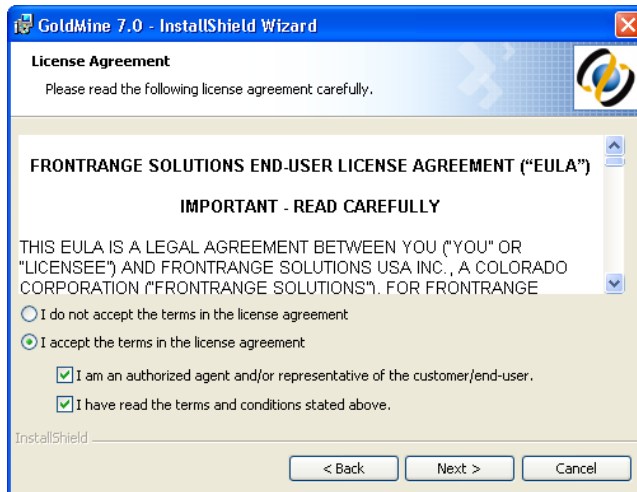 GoldMine 7.0 - InstallShield Wizard
License Agreement
Please read the following license agreement carefully.
FRONTRANGE SOLUTIONS END-USER LICENSE AGREEMENT (“EULA”)
IMPORTANT - READ CAREFULLY
THIS EULA IS A LEGAL AGREEMENT BETWEEN YOU ("YOU" OR
"LICENSEE") AND FRONTRANGE SOLUTIONS USA INC., A COLORADO
CORPORATION ("FRONTRANGE SOLUTIONS"). FOR FRONTRANGE
I do not accept the terms in the license agreement
I accept the terms in the license agreement
I am an authorized agent and/or representative of the customer/end-user.
I have read the terms and conditions stated above.
InstallShield
< Back Next > Cancel